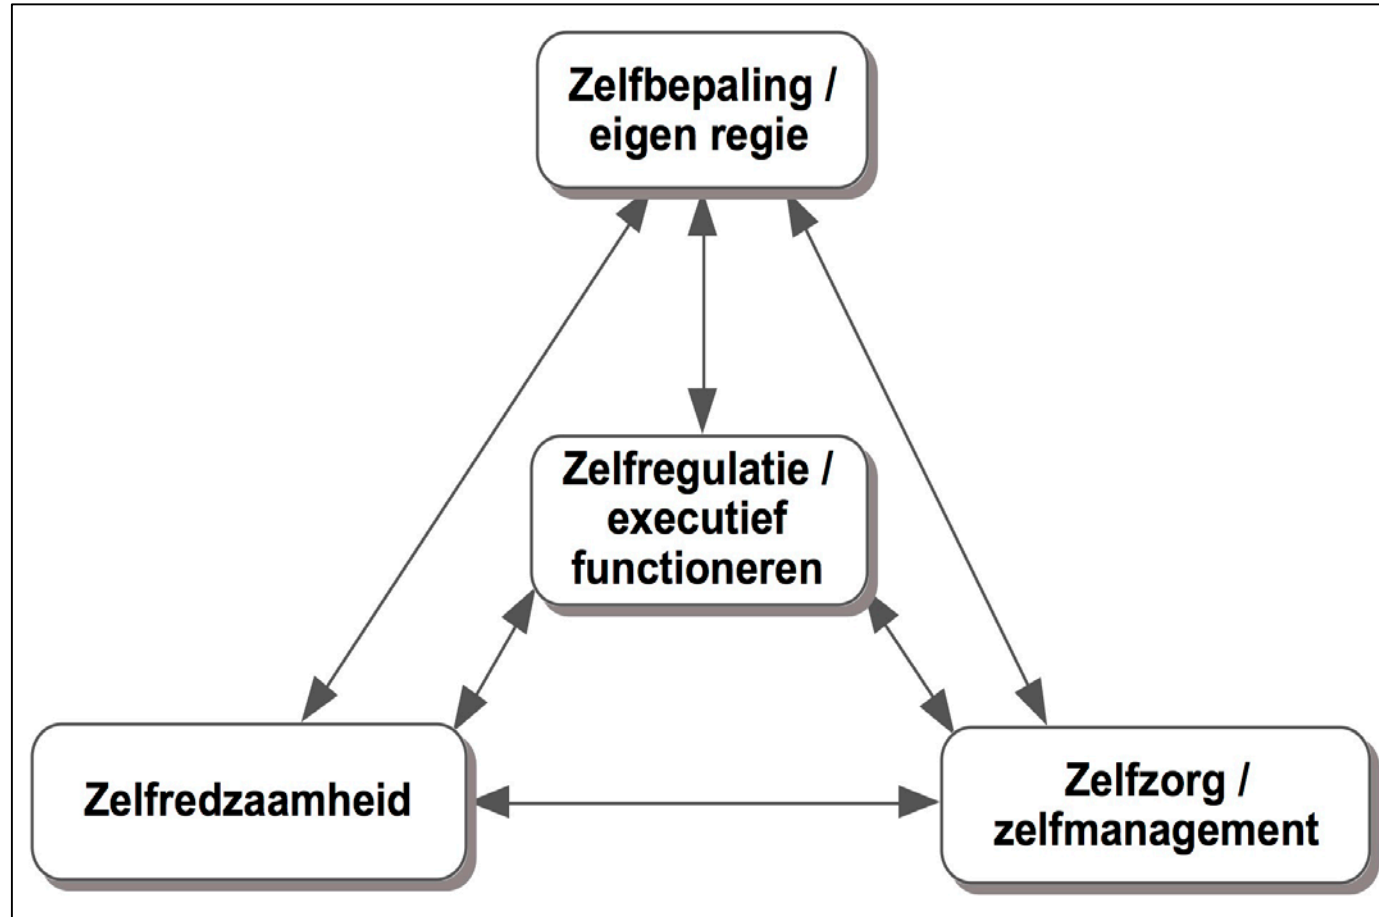 Zelfbepaling /
eigen regie
Zelfregulatie /
executief
functioneren
Zelfredzaamheid
Zelfzorg /
zelfmanagement